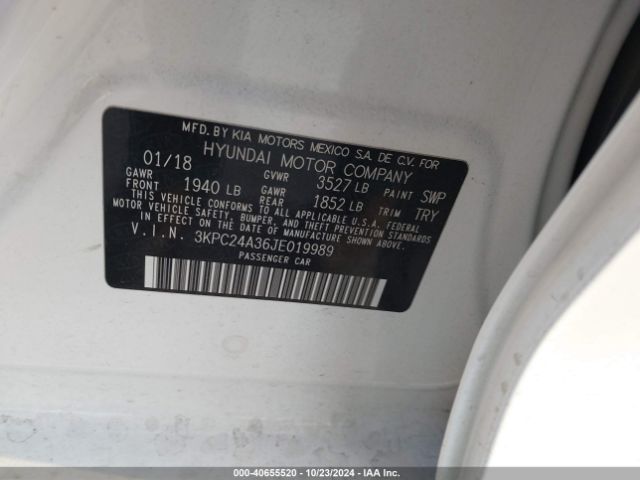 MFD. BY KIA MOTORS MEXICO S.A. DE C.V. FOR
HYUNDAI MOTOR COMPANY
01/18 GVWR 3527 LB PAINT SWP
GAWR FRONT 1940 LB GAWR REAR 1852 LB TRIM TRY
THIS VEHICLE CONFORMS TO ALL APPLICABLE U.S.A. FEDERAL
MOTOR VEHICLE SAFETY, BUMPER, AND THEFT PREVENTION
STANDARDS IN EFFECT ON THE DATE OF MANUFACTURE SHOWN ABOVE.
V.I.N. 3KPC24A36JE019989
PASSENGER CAR
000-40655520 | 10/23/2024 | IAA Inc.